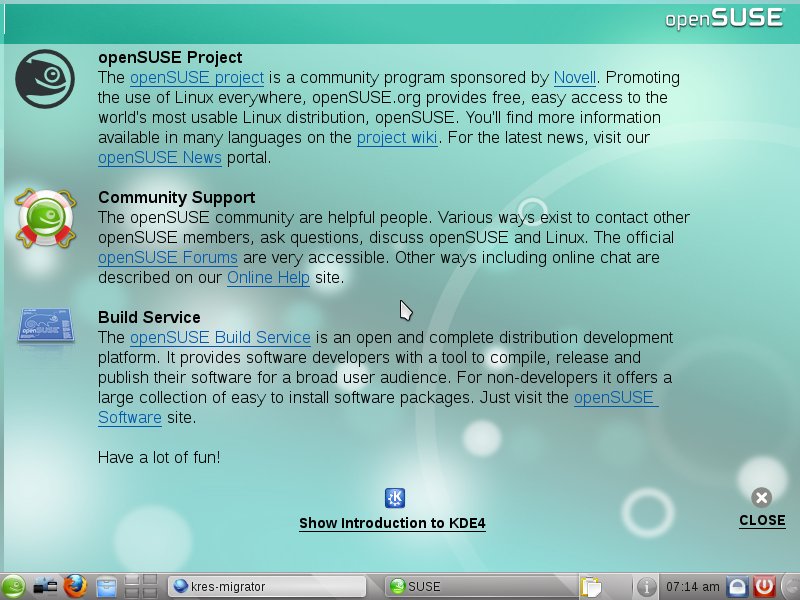 openSUSE
openSUSE Project
The openSUSE project is a community program sponsored by Novell. Promoting
the use of Linux everywhere, openSUSE.org provides free, easy access to the
world's most usable Linux distribution, openSUSE. You'll find more information
available in many languages on the project wiki. For the latest news, visit our
openSUSE News portal.
Community Support
The openSUSE community are helpful people. Various ways exist to contact other
openSUSE members, ask questions, discuss openSUSE and Linux. The official
openSUSE Forums are very accessible. Other ways including online chat are
described on our Online Help site.
openSUSE
Build Service
The openSUSE Build Service is an open and complete distribution development
platform. It provides software developers with a tool to compile, release and
publish their software for a broad user audience. For non-developers it offers a
large collection of easy to install software packages. Just visit the openSUSE
Software site.
Have a lot of fun!
Show Introduction to KDE4
CLOSE
kres-migrator
SUSE
07:14 am